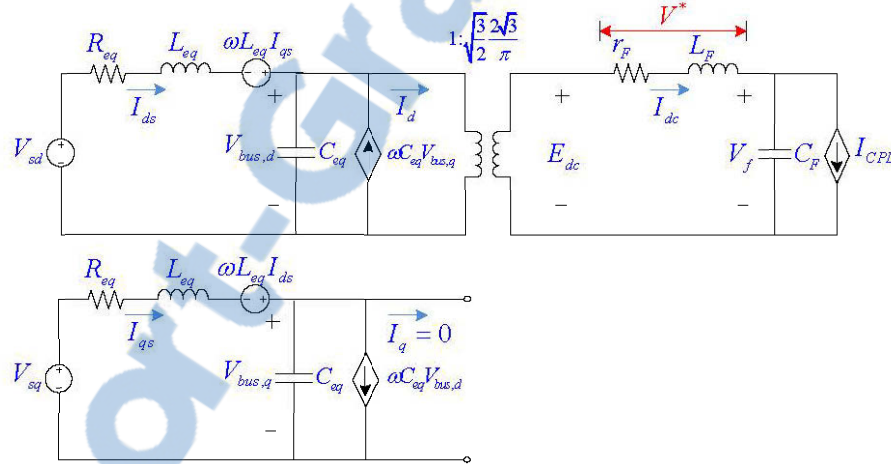 V*
1:√(3/2) 2√3/π
R_eq L_eq ωL_eq I_qs r_F L_F
I_ds I_d I_dc
+ + +
V_sd + − − + V_bus,d C_eq ωC_eq V_bus,q E_dc V_f C_F I_CPL
− − −
R_eq L_eq ωL_eq I_ds
I_qs + I_q = 0
V_sq + − − + V_bus,q C_eq ωC_eq V_bus,d
−